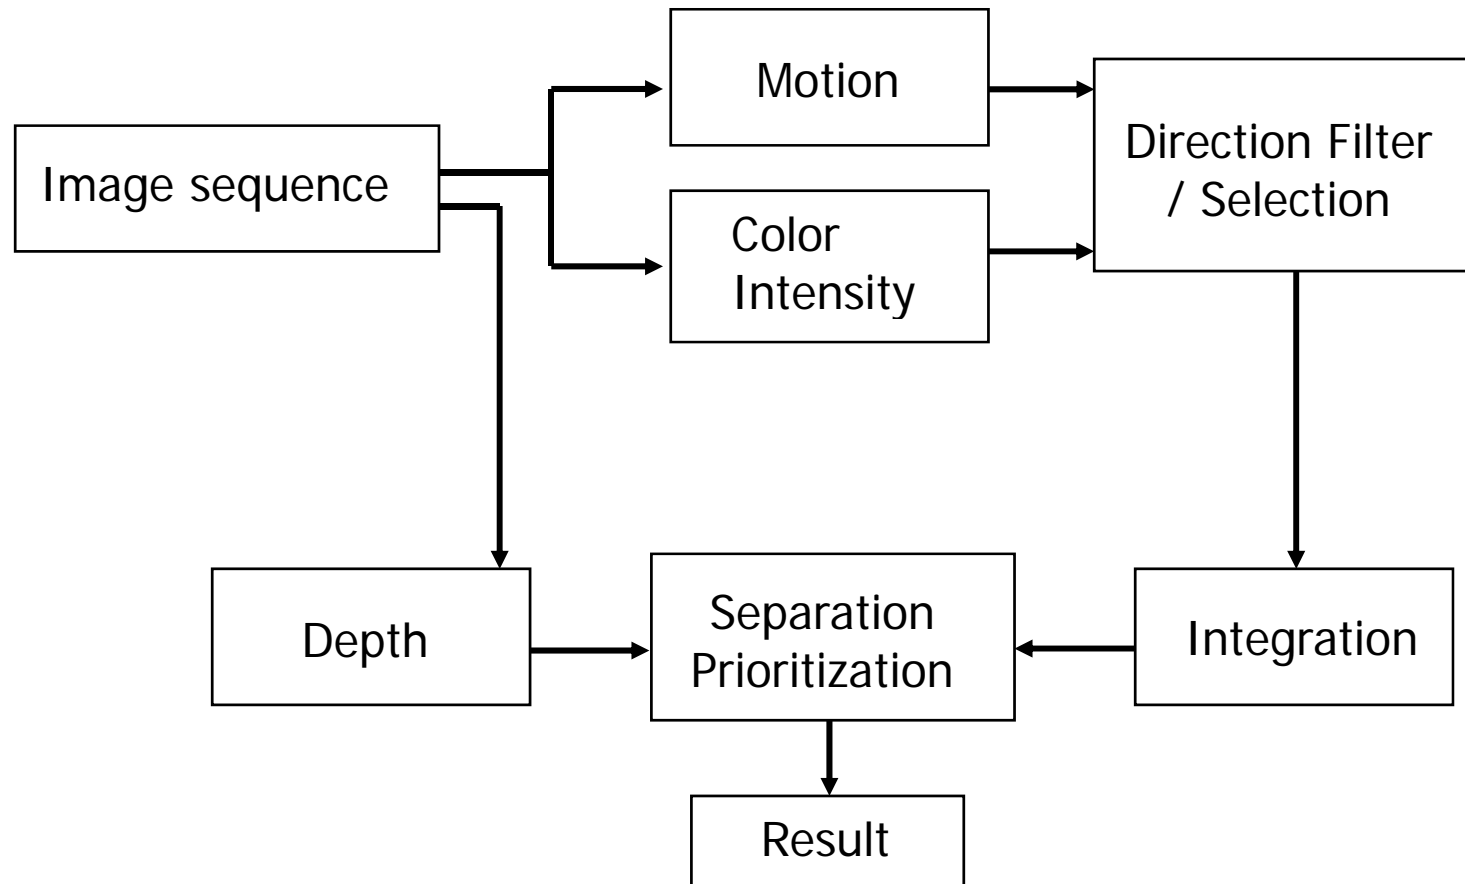 Image sequence
Motion
Color
Intensity
Direction Filter
/ Selection
Depth
Separation
Prioritization
Integration
Result